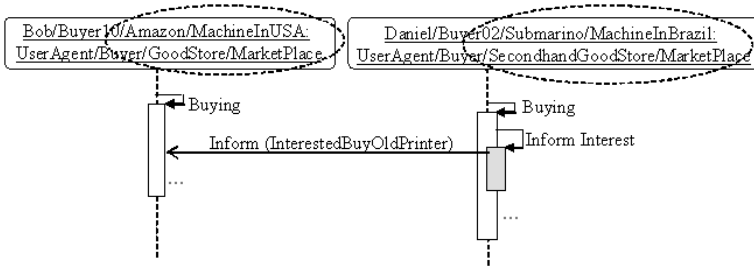 Bob/Buyer10/Amazon/MachineInUSA:
UserAgent/Buyer/GoodStore/MarketPlace
Daniel/Buyer02/Submarino/MachineInBrazil:
UserAgent/Buyer/SecondhandGoodStore/MarketPlace
Buying
Buying
Inform (InterestedBuyOldPrinter)
Inform Interest
...
...